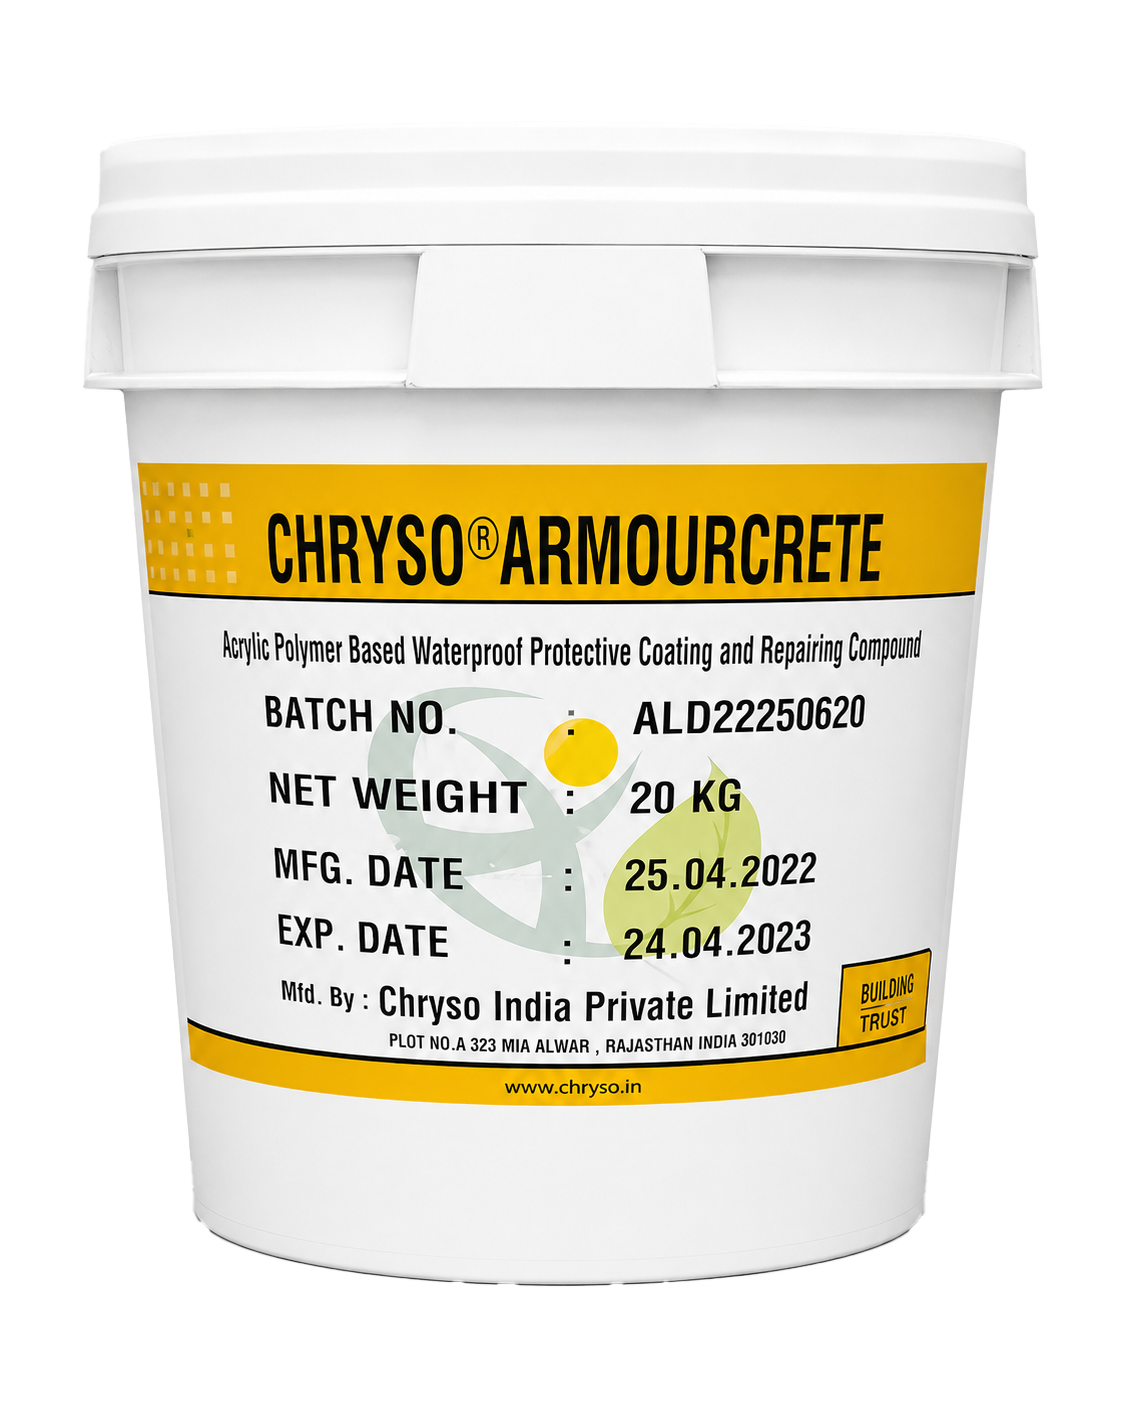 CHRYSO®ARMOURCRETE
Acrylic Polymer Based Waterproof Protective Coating and Repairing Compound
BATCH NO. : ALD22250620
NET WEIGHT : 20 KG
MFG. DATE : 25.04.2022
EXP. DATE : 24.04.2023
Mfd. By : Chryso India Private Limited
PLOT NO.A 323 MIA ALWAR , RAJASTHAN INDIA 301030
BUILDING
TRUST
www.chryso.in